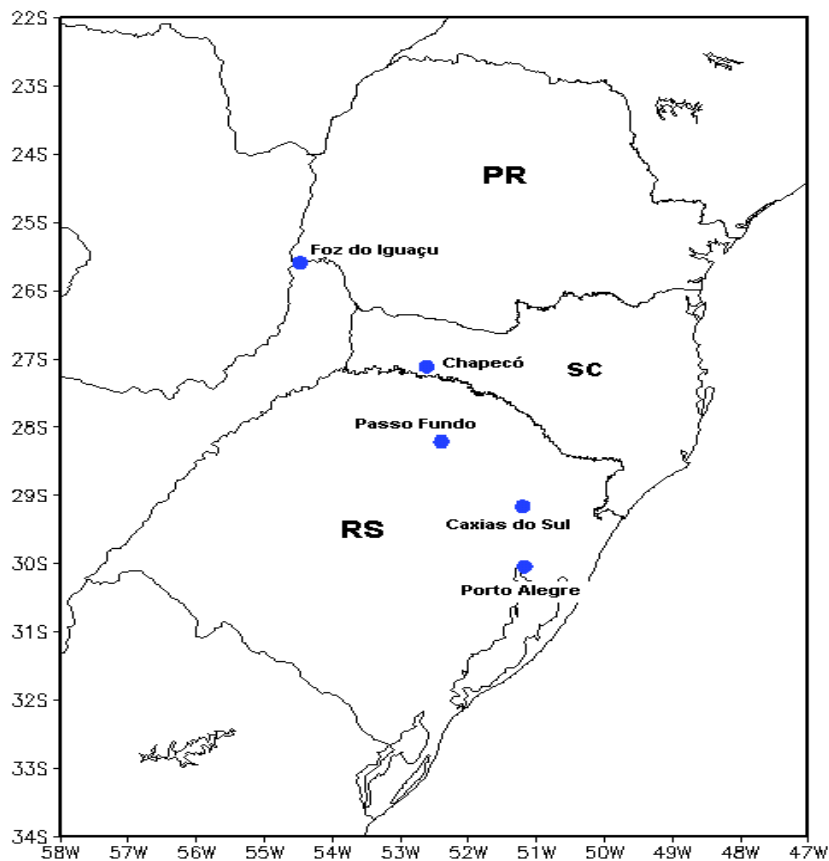 22S
23S
24S
PR
25S
Foz do Iguaçu
26S
27S
Chapecó
SC
28S
Passo Fundo
29S
Caxias do Sul
RS
30S
Porto Alegre
31S
32S
33S
34S
58W 57W 56W 55W 54W 53W 52W 51W 50W 49W 48W 47W